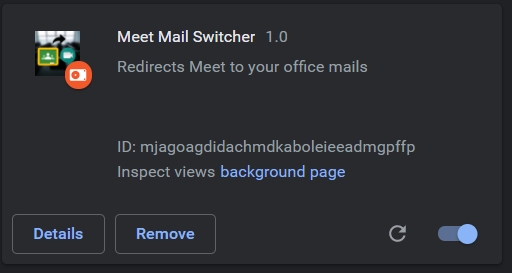 Meet Mail Switcher 1.0
Redirects Meet to your office mails
ID: mjagoagdidachmdkaboleieeadmgpffp
Inspect views background page
Details Remove